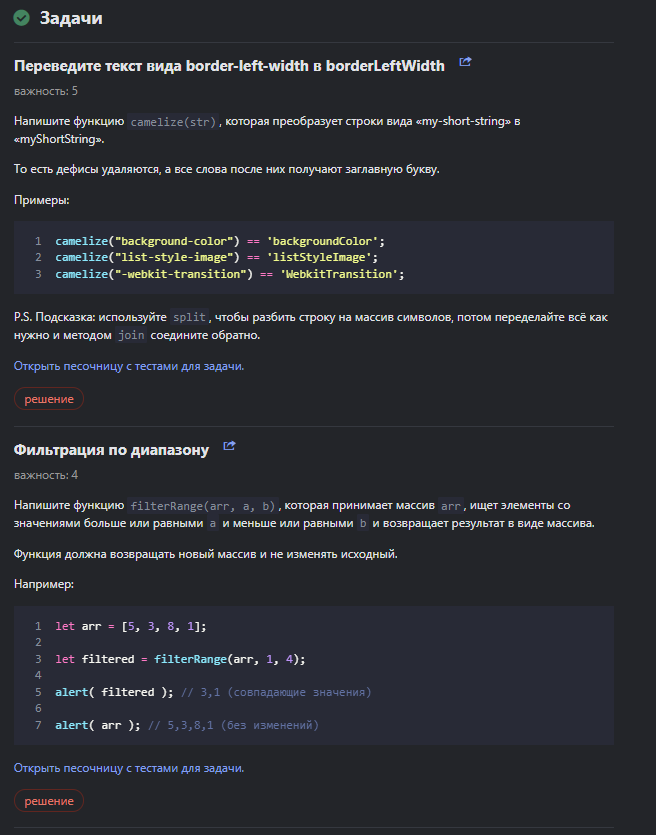 Задачи
Переведите текст вида border-left-width в borderLeftWidth
важность: 5
Напишите функцию camelize(str), которая преобразует строки вида «my-short-string» в
«myShortString».
То есть дефисы удаляются, а все слова после них получают заглавную букву.
Примеры:
1 camelize("background-color") == 'backgroundColor';
2 camelize("list-style-image") == 'listStyleImage';
3 camelize("-webkit-transition") == 'WebkitTransition';
P.S. Подсказка: используйте split, чтобы разбить строку на массив символов, потом переделайте всё как
нужно и методом join соедините обратно.
Открыть песочницу с тестами для задачи.
решение
Фильтрация по диапазону
важность: 4
Напишите функцию filterRange(arr, a, b), которая принимает массив arr, ищет элементы со
значениями больше или равными a и меньше или равными b и возвращает результат в виде массива.
Функция должна возвращать новый массив и не изменять исходный.
Например:
1 let arr = [5, 3, 8, 1];
2
3 let filtered = filterRange(arr, 1, 4);
4
5 alert( filtered ); // 3,1 (совпадающие значения)
6
7 alert( arr ); // 5,3,8,1 (без изменений)
Открыть песочницу с тестами для задачи.
решение